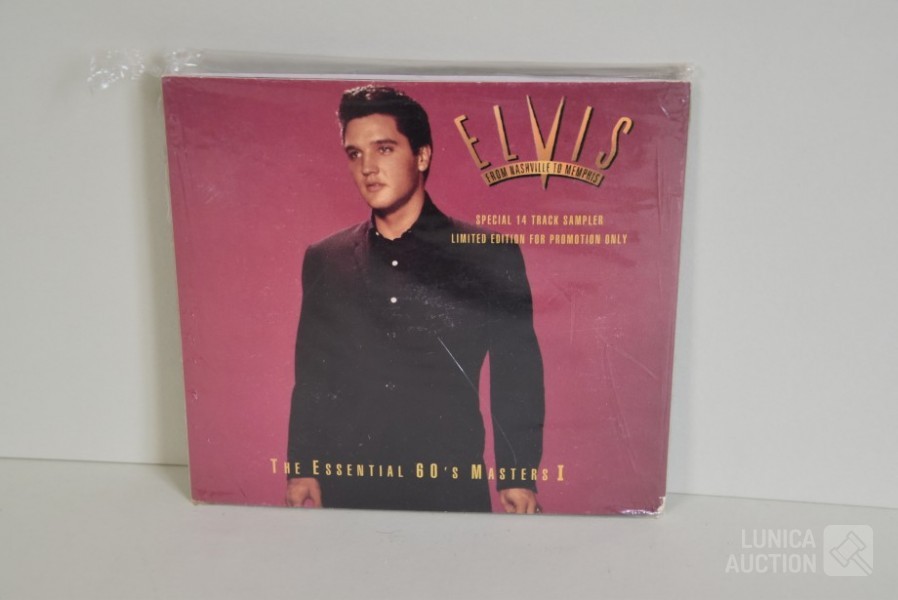 ELVIS
FROM NASHVILLE TO MEMPHIS
SPECIAL 14 TRACK SAMPLER
LIMITED EDITION FOR PROMOTION ONLY
THE ESSENTIAL 60'S MASTERS I
LUNICA
AUCTION